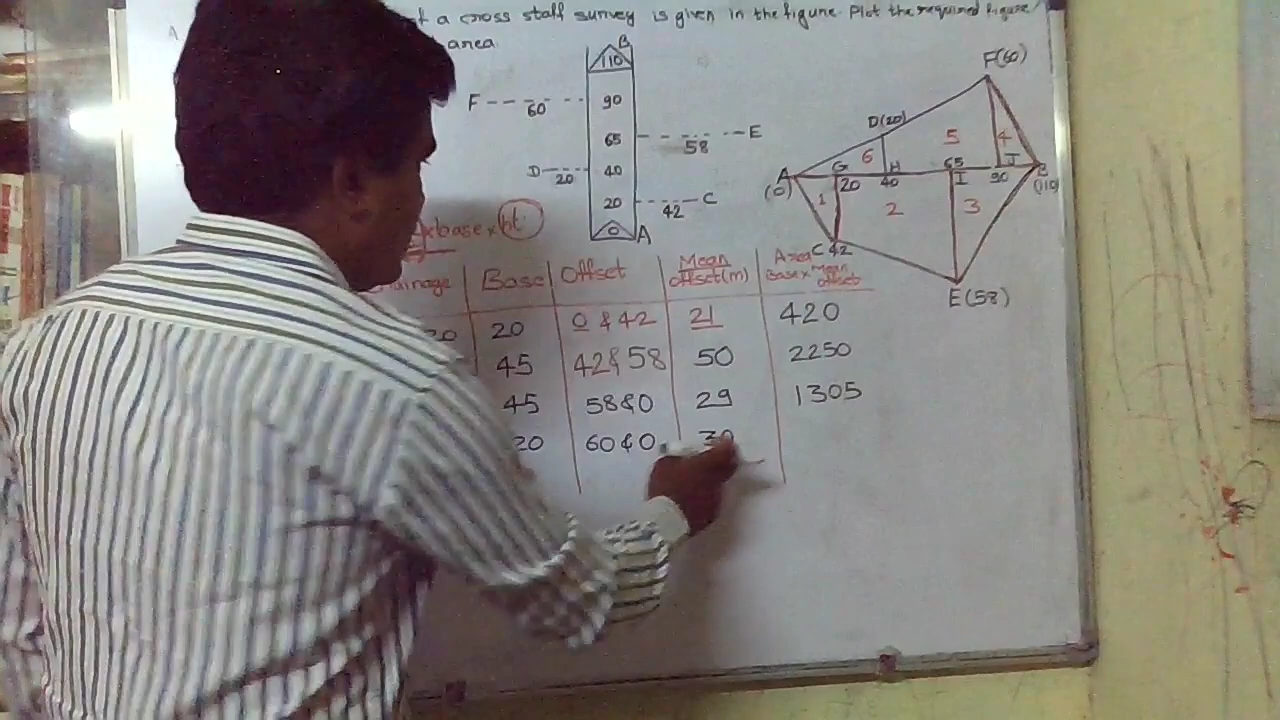 a cross staff survey is given in the figure. Plot the required figure
area
B
110
F 60 90
65 58 E
D 20 40
20 42 C
0 A
F(60)
D(20)
5 4
6
A G H 65 I J B
(0) 20 40 90 (110)
1 2 3
C 42
E (58)
xbase x ht
Base Offset Mean offset(m) Area Base x Mean offset
20 20 0 & 42 21 420
45 42 & 58 50 2250
45 58 & 0 29 1305
20 60 & 0 30